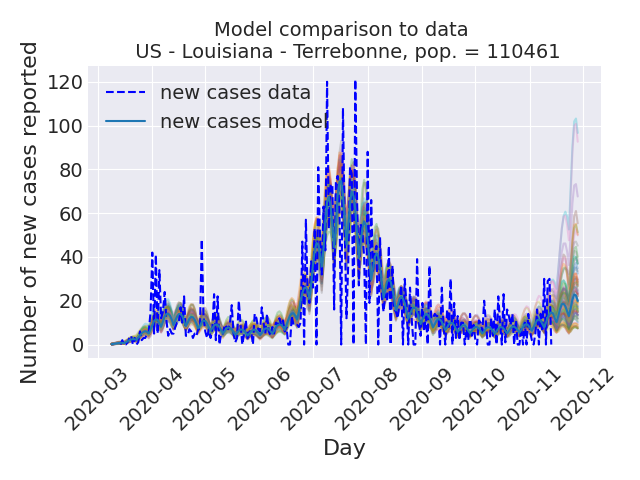 Model comparison to data
US - Louisiana - Terrebonne, pop. = 110461
Number of new cases reported
120
100
80
60
40
20
0
new cases data
new cases model
2020-03
2020-04
2020-05
2020-06
2020-07
2020-08
2020-09
2020-10
2020-11
2020-12
Day